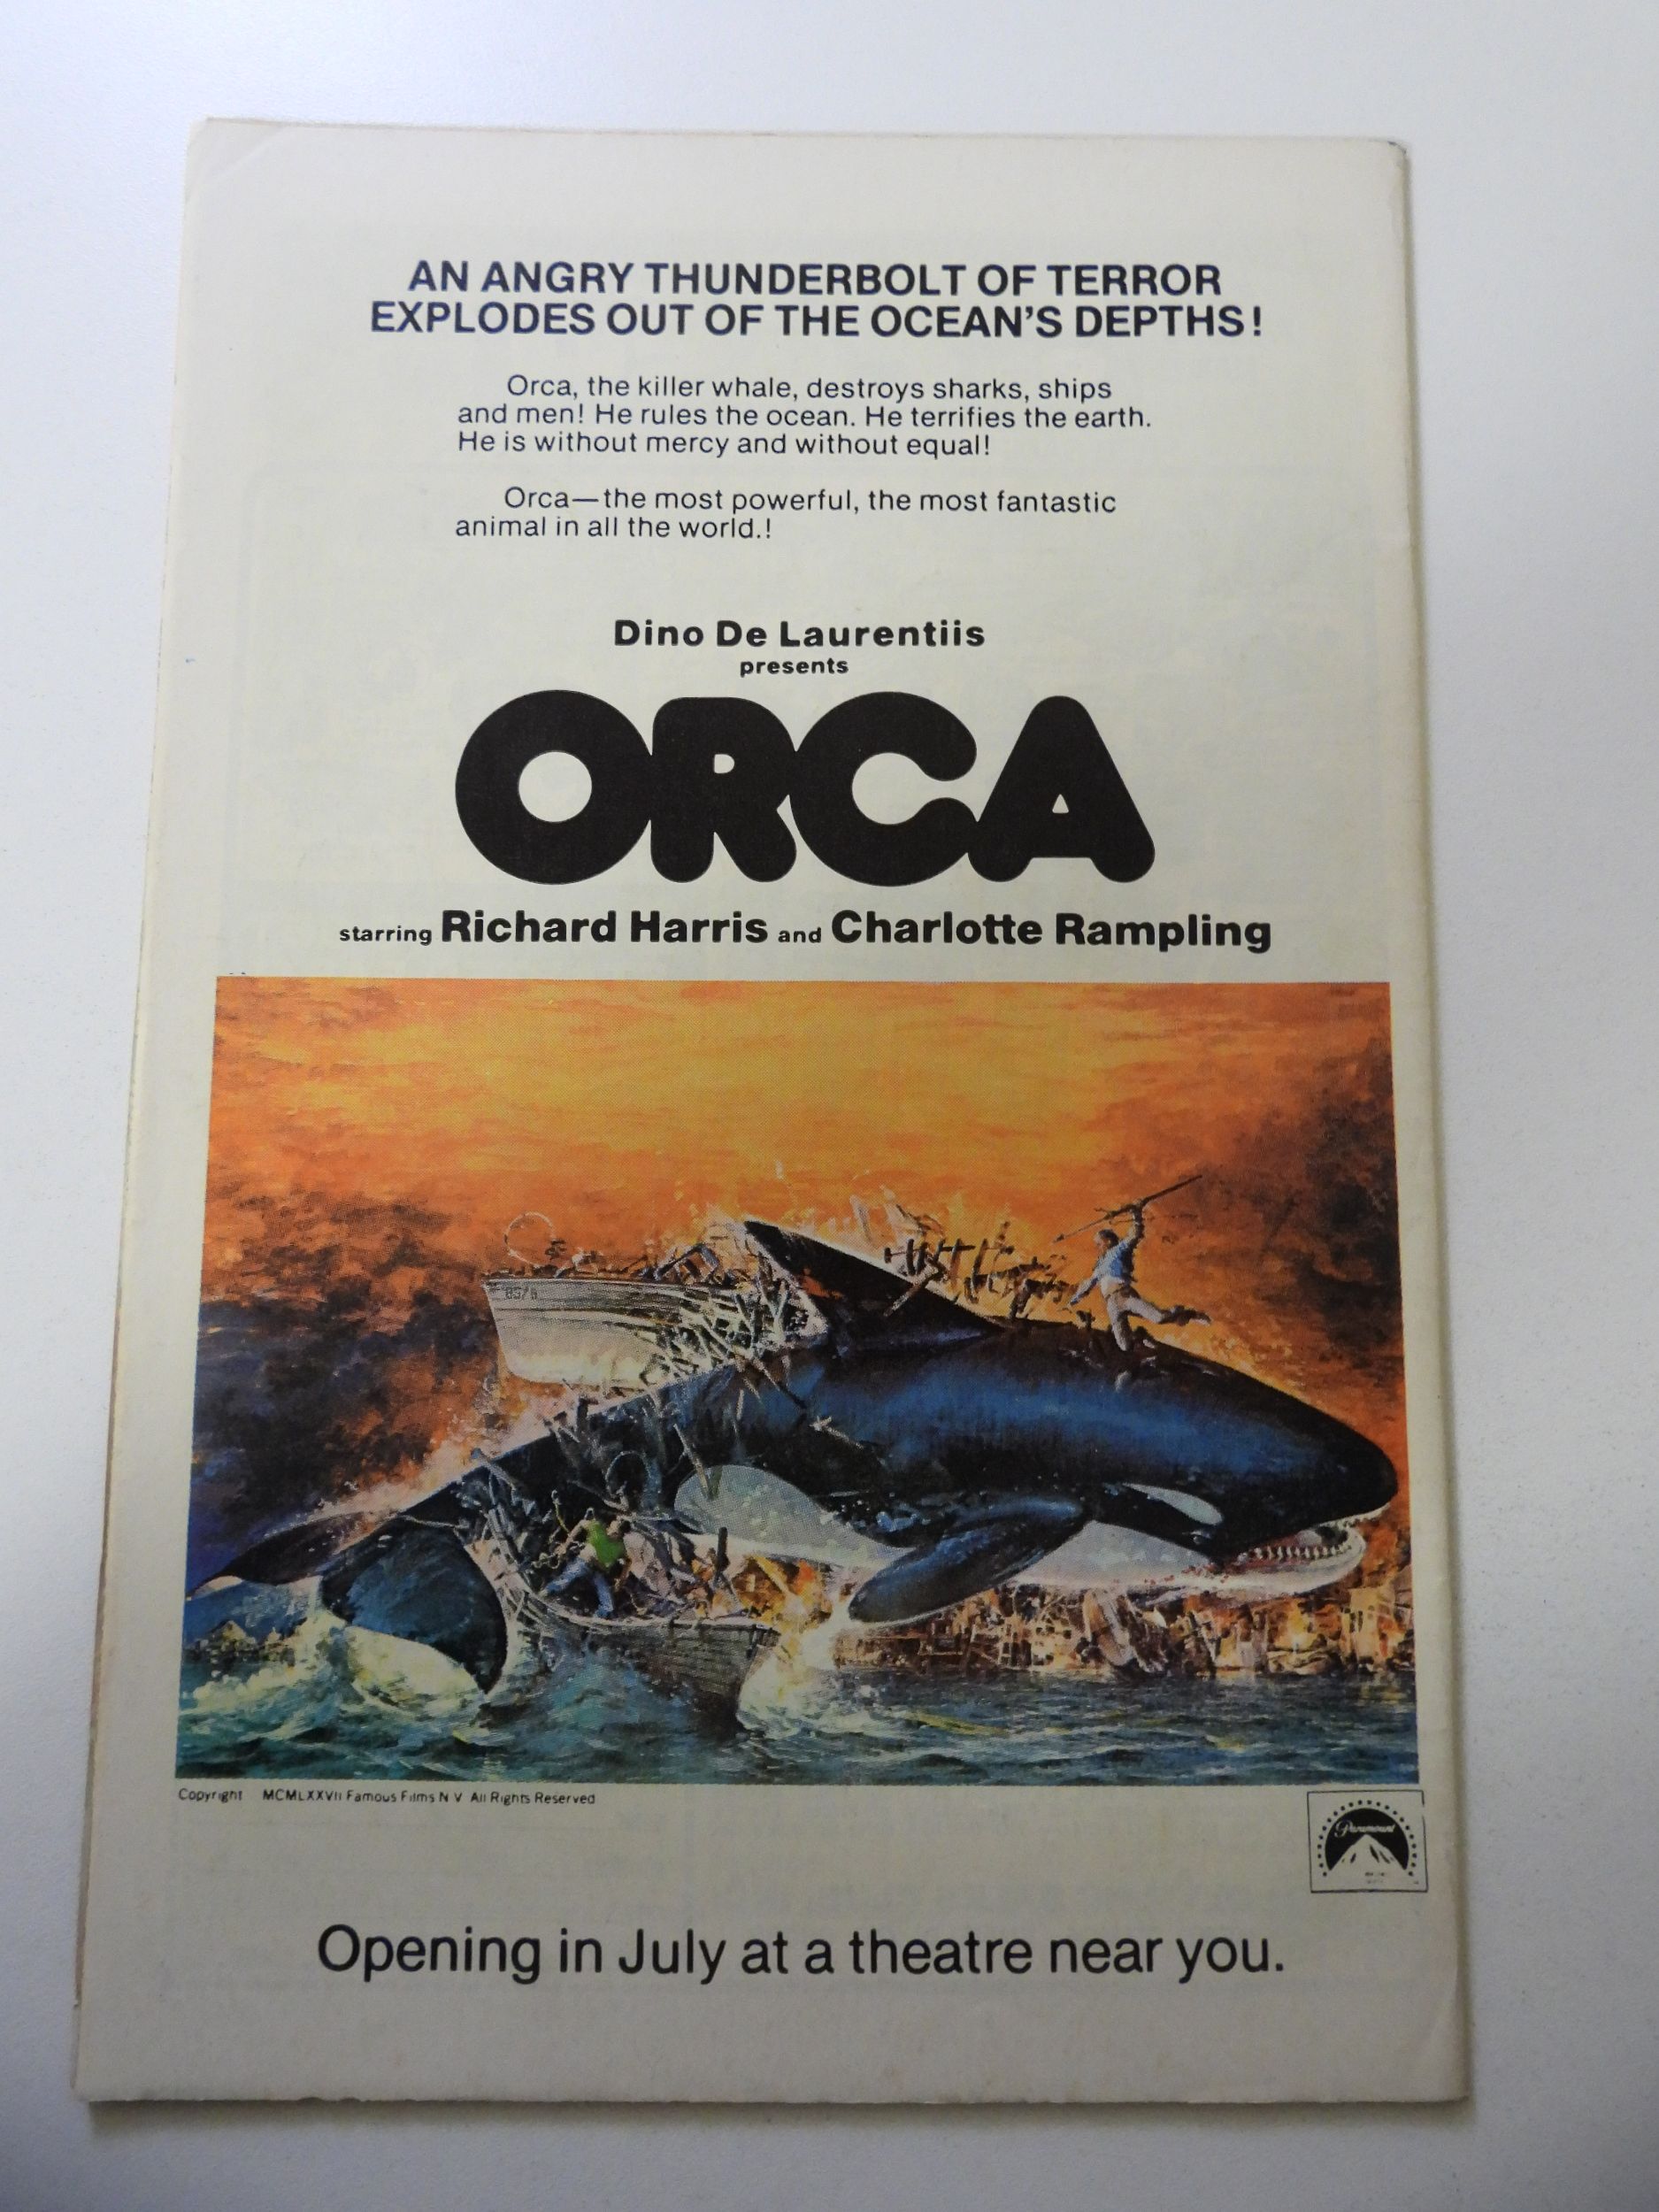 AN ANGRY THUNDERBOLT OF TERROR
EXPLODES OUT OF THE OCEAN'S DEPTHS!
Orca, the killer whale, destroys sharks, ships
and men! He rules the ocean. He terrifies the earth.
He is without mercy and without equal!
Orca—the most powerful, the most fantastic
animal in all the world.!
Dino De Laurentiis
presents
ORCA
starring Richard Harris and Charlotte Rampling
Copyright MCMLXXVII Famous Films N V All Rights Reserved
Paramount
Opening in July at a theatre near you.